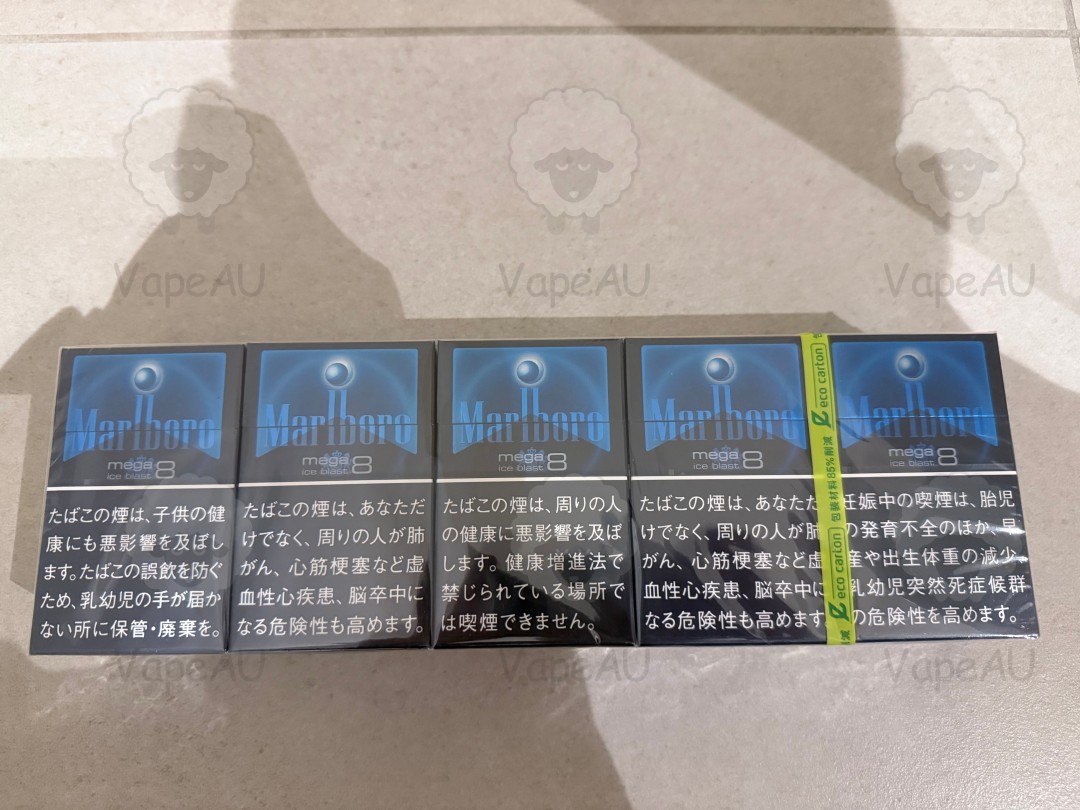 VapeAU VapeAU VapeAU
Marlboro
mega 8
ice blast
たばこの煙は、子供の健
康にも悪影響を及ぼし
ます。たばこの誤飲を防ぐ
ため、乳幼児の手が届か
ない所に保管・廃棄を。
Marlboro
mega 8
ice blast
たばこの煙は、あなただ
けでなく、周りの人が肺
がん、心筋梗塞など虚
血性心疾患、脳卒中に
なる危険性も高めます。
Marlboro
mega 8
ice blast
たばこの煙は、周りの人
の健康に悪影響を及ぼ
します。健康増進法で
禁じられている場所で
は喫煙できません。
Marlboro
mega 8
ice blast
たばこの煙は、あなた
けでなく、周りの人が肺
がん、心筋梗塞など虚
血性心疾患、脳卒中に
なる危険性も高めます
eco carton
包装材料85%削減
eco carton
減
Marlboro
mega 8
ice blast
妊娠中の喫煙は、胎児
の発育不全のほか、早
産や出生体重の減少、
乳幼児突然死症候群
の危険性を高めます。
VapeAU VapeAU VapeAU